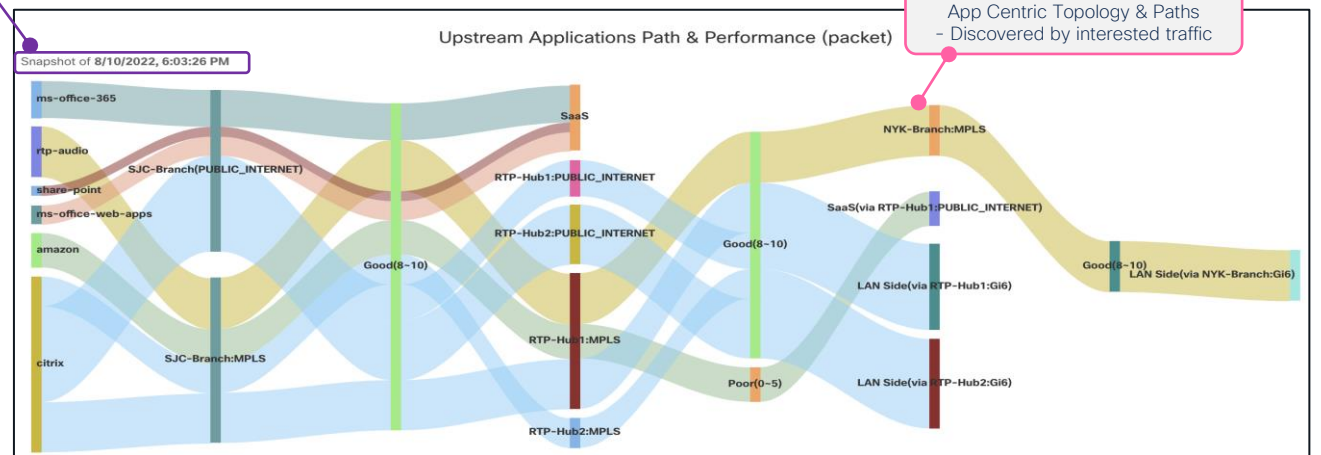 App Centric Topology & Paths
- Discovered by interested traffic
Upstream Applications Path & Performance (packet)
Snapshot of 8/10/2022, 6:03:26 PM
ms-office-365
rtp-audio
share-point
ms-office-web-apps
amazon
citrix
SJC-Branch(PUBLIC_INTERNET)
SJC-Branch:MPLS
Good(8~10)
SaaS
RTP-Hub1:PUBLIC_INTERNET
RTP-Hub2:PUBLIC_INTERNET
RTP-Hub1:MPLS
RTP-Hub2:MPLS
Good(8~10)
Poor(0~5)
NYK-Branch:MPLS
SaaS(via RTP-Hub1:PUBLIC_INTERNET)
LAN Side(via RTP-Hub1:Gi6)
LAN Side(via RTP-Hub2:Gi6)
Good(8~10)
LAN Side(via NYK-Branch:Gi6)